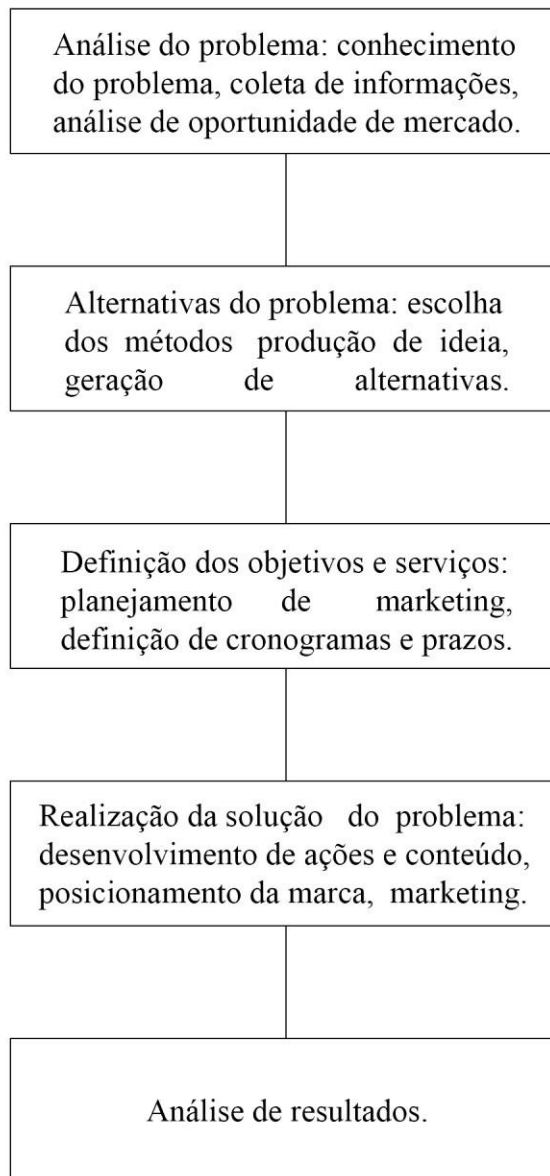 Análise do problema: conhecimento
do problema, coleta de informações,
análise de oportunidade de mercado.
Alternativas do problema: escolha
dos métodos produção de ideia,
geração de alternativas.
Definição dos objetivos e serviços:
planejamento de marketing,
definição de cronogramas e prazos.
Realização da solução do problema:
desenvolvimento de ações e conteúdo,
posicionamento da marca, marketing.
Análise de resultados.